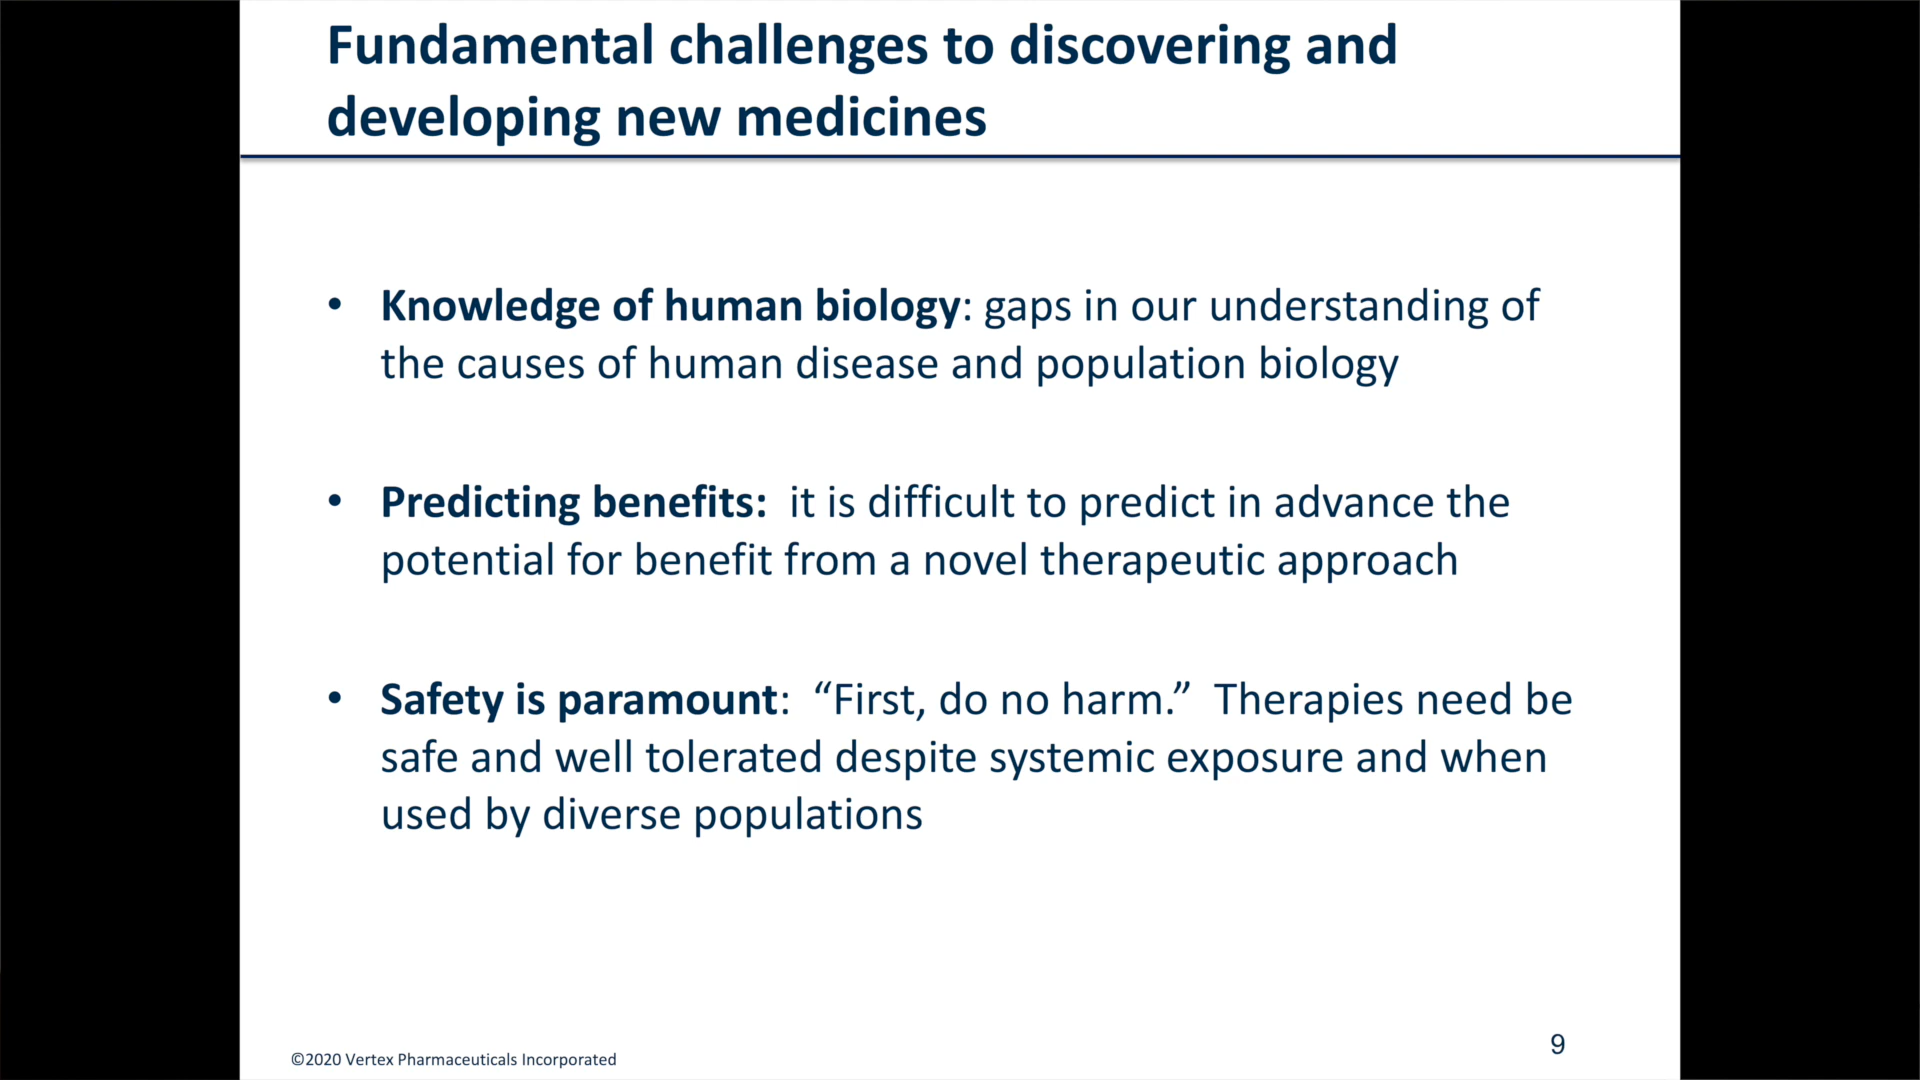 Fundamental challenges to discovering and
developing new medicines
• Knowledge of human biology: gaps in our understanding of
the causes of human disease and population biology
• Predicting benefits:  it is difficult to predict in advance the
potential for benefit from a novel therapeutic approach
• Safety is paramount:  “First, do no harm.”  Therapies need be
safe and well tolerated despite systemic exposure and when
used by diverse populations
©2020 Vertex Pharmaceuticals Incorporated
9